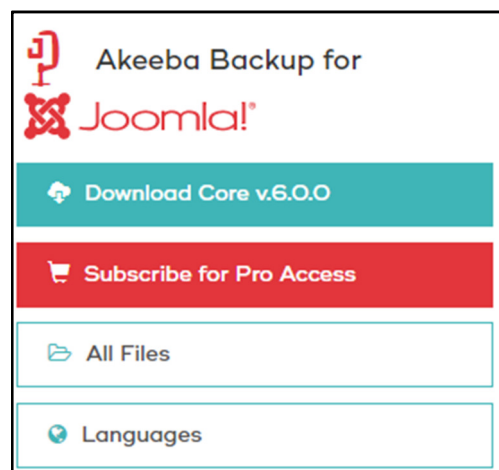 Akeeba Backup for
Joomla!®
Download Core v.6.0.0
Subscribe for Pro Access
All Files
Languages